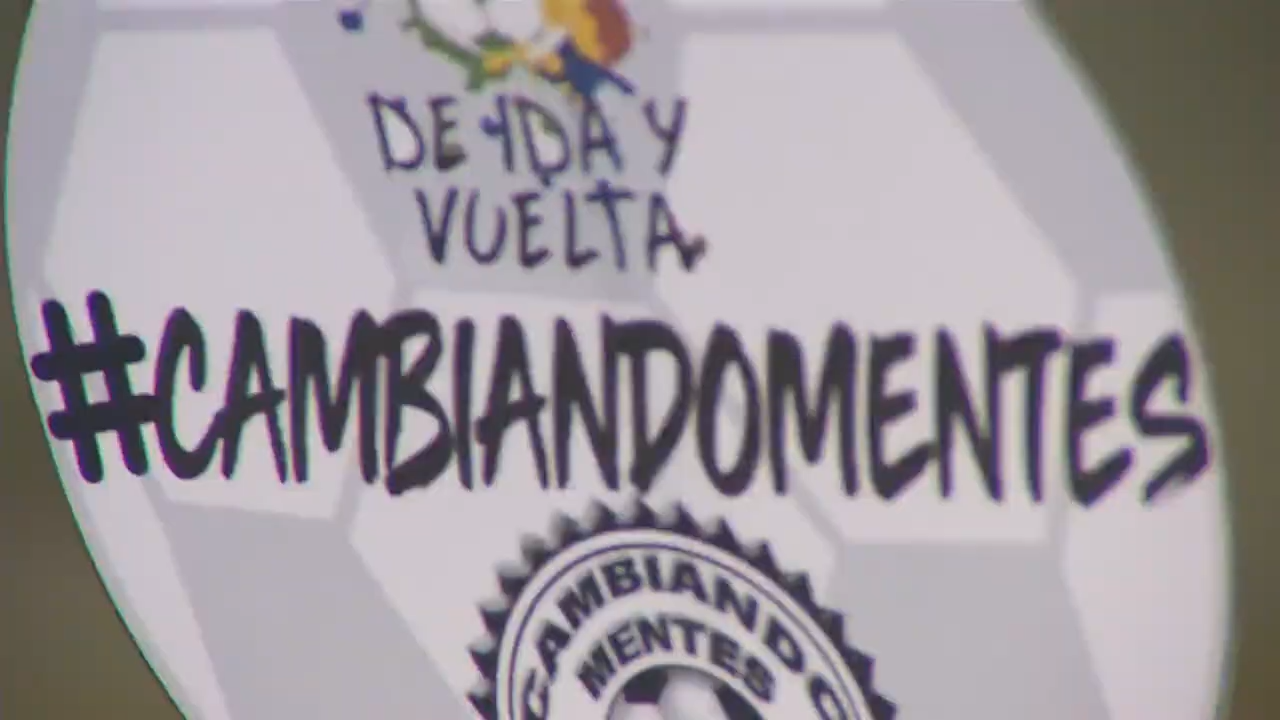 DE IDA Y
VUELTA
#CAMBIANDOMENTES
CAMBIANDO
MENTES